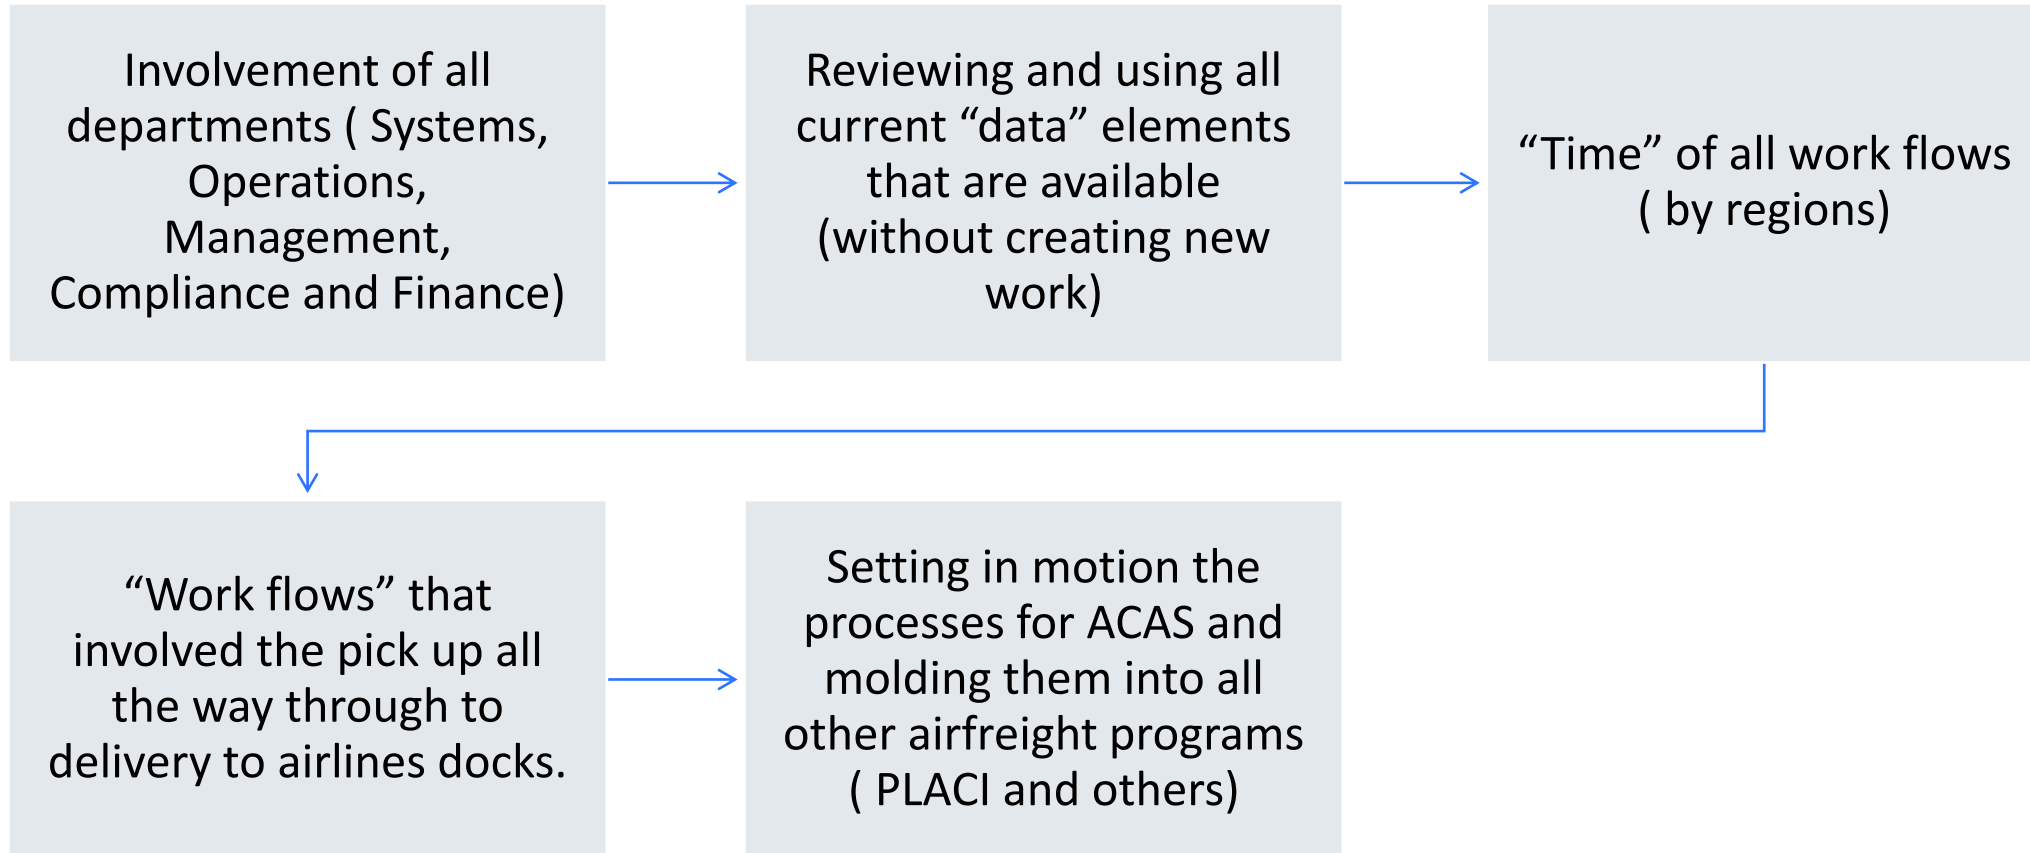 Involvement of all
departments ( Systems,
Operations,
Management,
Compliance and Finance)
Reviewing and using all
current “data” elements
that are available
(without creating new
work)
“Time” of all work flows
( by regions)
“Work flows” that
involved the pick up all
the way through to
delivery to airlines docks.
Setting in motion the
processes for ACAS and
molding them into all
other airfreight programs
( PLACI and others)